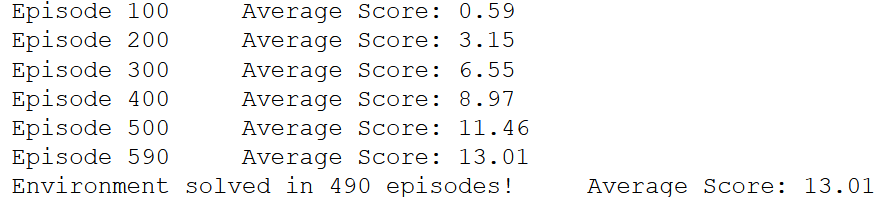 Episode 100	Average Score: 0.59
Episode 200	Average Score: 3.15
Episode 300	Average Score: 6.55
Episode 400	Average Score: 8.97
Episode 500	Average Score: 11.46
Episode 590	Average Score: 13.01
Environment solved in 490 episodes!	Average Score: 13.01